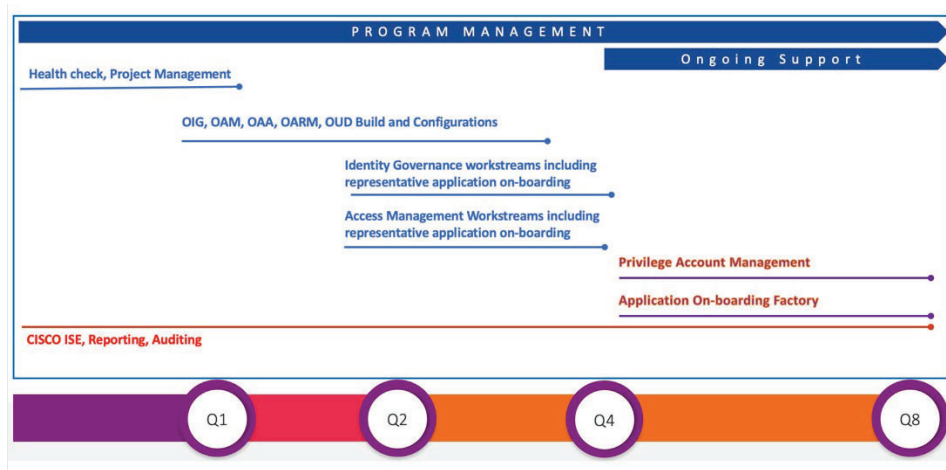 PROGRAM MANAGEMENT
Ongoing Support
Health check, Project Management
OIG, OAM, OAA, OARM, OUD Build and Configurations
Identity Governance workstreams including
representative application on-boarding
Access Management Workstreams including
representative application on-boarding
Privilege Account Management
Application On-boarding Factory
CISCO ISE, Reporting, Auditing
Q1
Q2
Q4
Q8